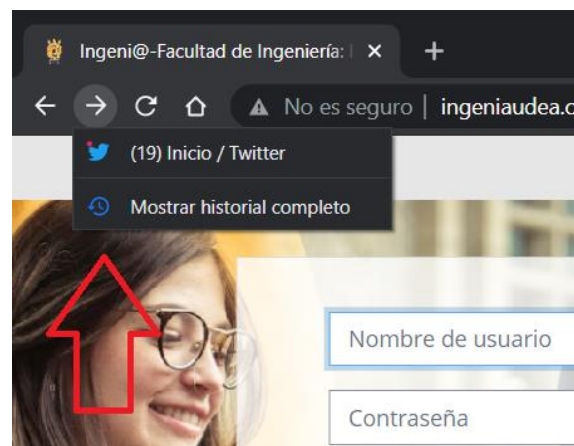 Ingeni@-Facultad de Ingeniería:
No es seguro | ingeniaudea.c
(19) Inicio / Twitter
Mostrar historial completo
Nombre de usuario
Contraseña